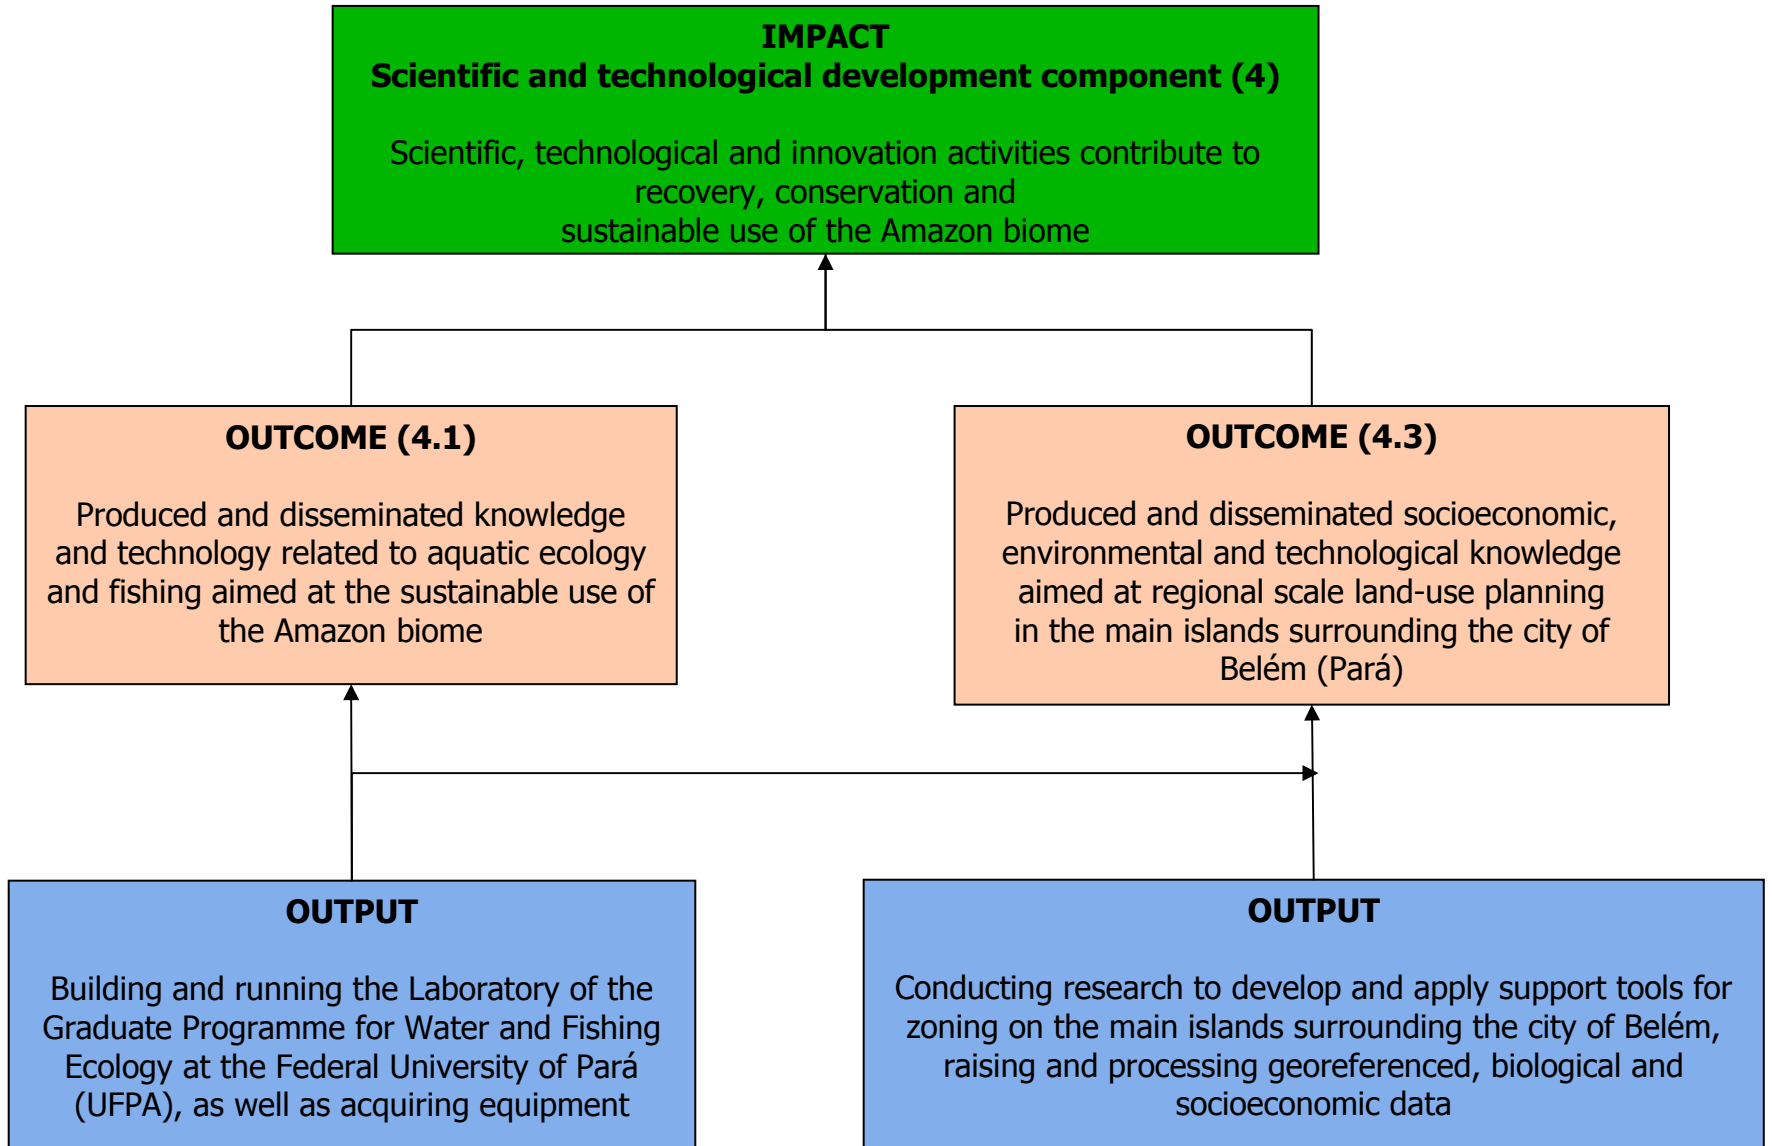 IMPACT
Scientific and technological development component (4)
Scientific, technological and innovation activities contribute to
recovery, conservation and
sustainable use of the Amazon biome
OUTCOME (4.1)
Produced and disseminated knowledge
and technology related to aquatic ecology
and fishing aimed at the sustainable use of
the Amazon biome
OUTCOME (4.3)
Produced and disseminated socioeconomic,
environmental and technological knowledge
aimed at regional scale land-use planning
in the main islands surrounding the city of
Belém (Pará)
OUTPUT
Building and running the Laboratory of the
Graduate Programme for Water and Fishing
Ecology at the Federal University of Pará
(UFPA), as well as acquiring equipment
OUTPUT
Conducting research to develop and apply support tools for
zoning on the main islands surrounding the city of Belém,
raising and processing georeferenced, biological and
socioeconomic data